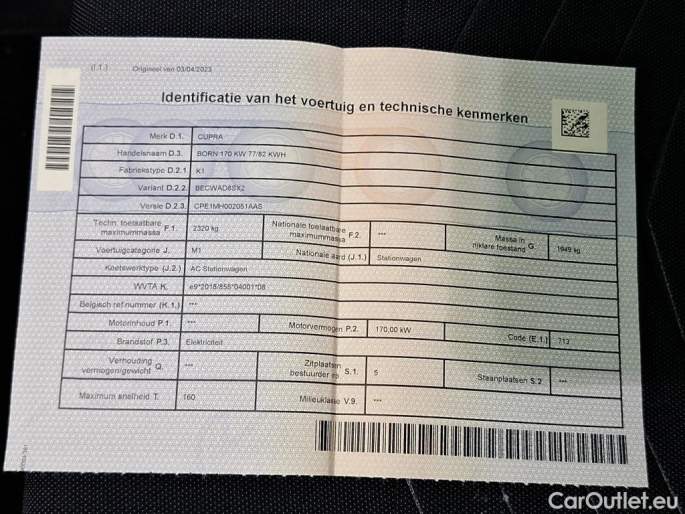 (I.1.) Origineel van 03/04/2023
Identificatie van het voertuig en technische kenmerken
Merk D.1. CUPRA
Handelsnaam D.3. BORN 170 KW 77/82 KWH
Fabriekstype D.2.1 K1
Variant D.2.2. BECWAD8SX2
Versie D.2.3. CPE1MH002051AAS
Techn. toelaatbare maximummassa F.1. 2320 kg Nationale toelaatbare maximummassa F.2. *** Massa in rijklare toestand G. 1949 kg
Voertuigcategorie J. M1 Nationale aard (J.1.) Stationwagen
Koetswerktype (J.2.) AC Stationwagen
WVTA K. e9*2018/858*04001*08
Belgisch ref.nummer (K.1.) ***
Motorinhoud P.1. *** Motorvermogen P.2. 170,00 kW Code (E.1.) 713
Brandstof P.3. Elektriciteit
Verhouding vermogen/gewicht Q. *** Zitplaatsen bestuurder S.1. 5 Staanplaatsen S.2 ***
Maximum snelheid T. 160 Milieuklasse V.9. ***
CarOutlet.eu